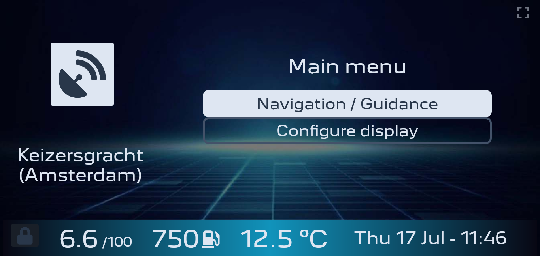 Main menu
Navigation / Guidance
Configure display
Keizersgracht
(Amsterdam)
6.6 /100 750 12.5 °C Thu 17 Jul - 11:46